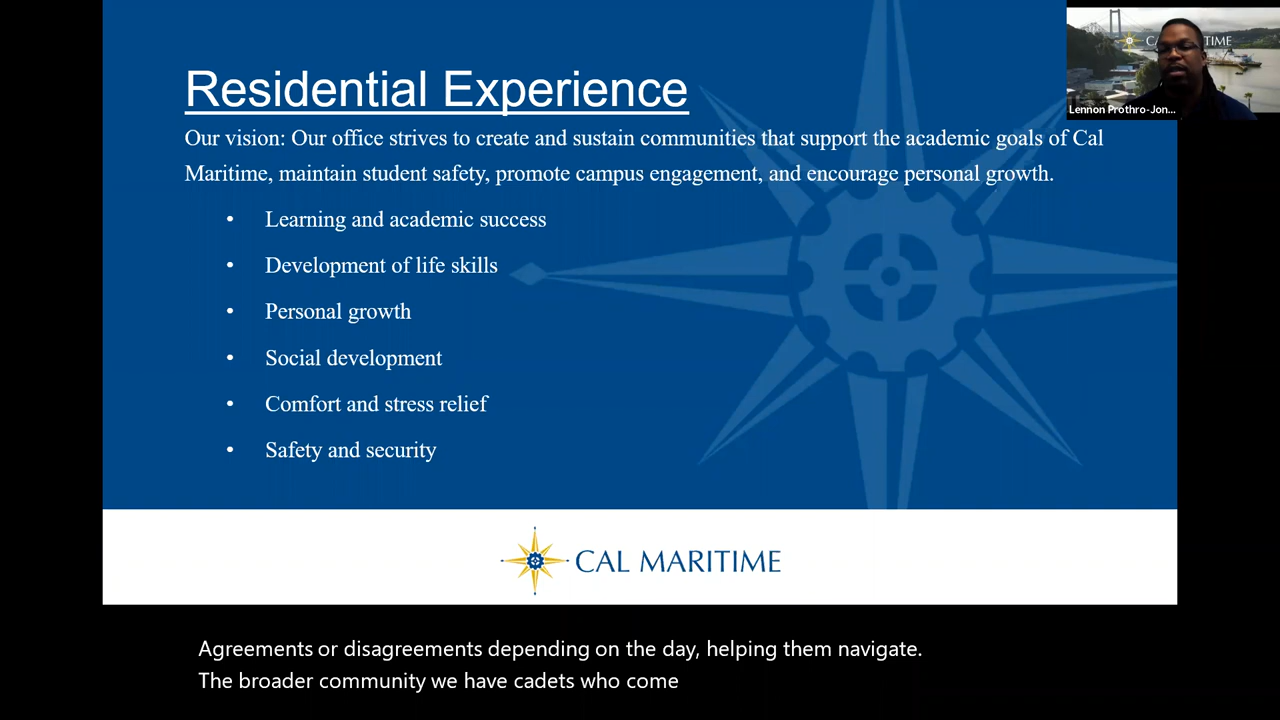 Residential Experience
Our vision: Our office strives to create and sustain communities that support the academic goals of Cal
Maritime, maintain student safety, promote campus engagement, and encourage personal growth.
• Learning and academic success
• Development of life skills
• Personal growth
• Social development
• Comfort and stress relief
• Safety and security
CAL MARITIME
Lennon Prothro-Jon...
Agreements or disagreements depending on the day, helping them navigate.
The broader community we have cadets who come